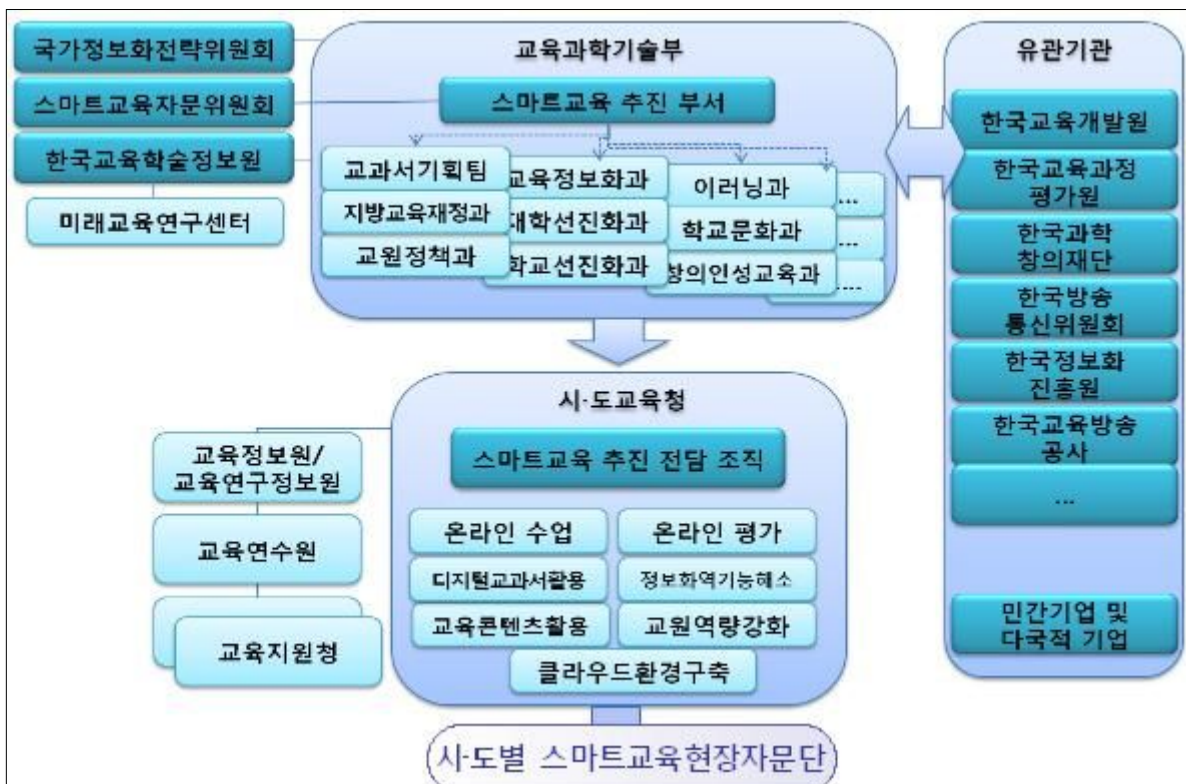 국가정보화전략위원회
스마트교육자문위원회
한국교육학술정보원
미래교육연구센터
교육과학기술부
스마트교육 추진 부서
교과서기획팀
지방교육재정과
교원정책과
교육정보화과
대학선진화과
학교선진화과
이러닝과
학교문화과
창의인성교육과
...
...
....
유관기관
한국교육개발원
한국교육과정
평가원
한국과학
창의재단
한국방송
통신위원회
한국정보화
진흥원
한국교육방송
공사
...
민간기업 및
다국적 기업
시·도교육청
스마트교육 추진 전담 조직
온라인 수업
온라인 평가
디지털교과서활용
정보화역기능해소
교육콘텐츠활용
교원역량강화
클라우드환경구축
교육정보원/
교육연구정보원
교육연수원
교육지원청
시·도별 스마트교육현장자문단